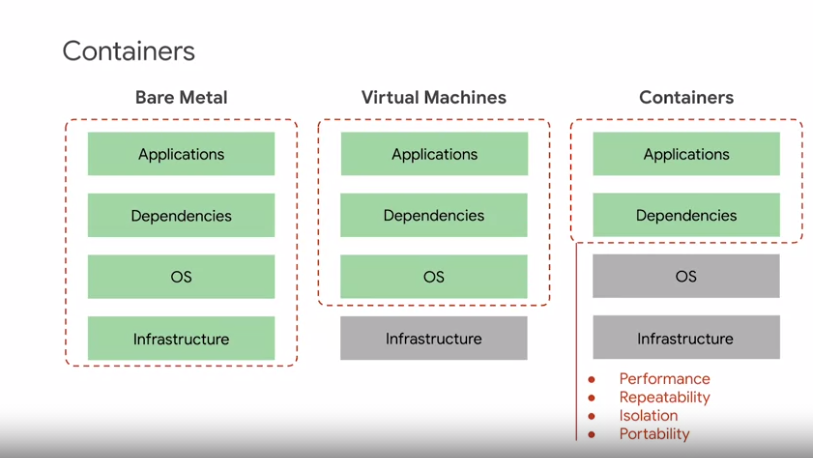 Containers
Bare Metal
Applications
Dependencies
OS
Infrastructure
Virtual Machines
Applications
Dependencies
OS
Infrastructure
Containers
Applications
Dependencies
OS
Infrastructure
● Performance
● Repeatability
● Isolation
● Portability